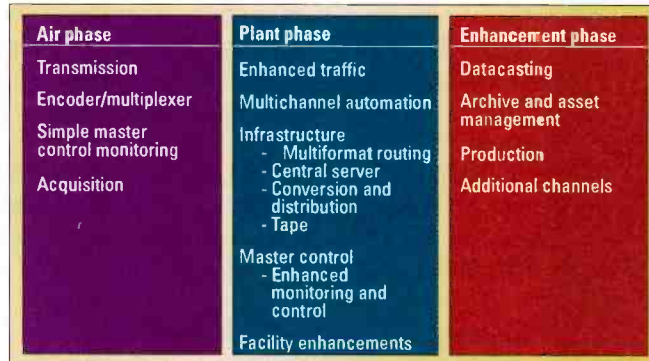 Air phase
Transmission
Encoder/multiplexer
Simple master
control monitoring
Acquisition
Plant phase
Enhanced traffic
Multichannel automation
Infrastructure
- Multiformat routing
- Central server
- Conversion and
distribution
- Tape
Master control
- Enhanced
monitoring and
control
Facility enhancements
Enhancement phase
Datacasting
Archive and asset
management
Production
Additional channels